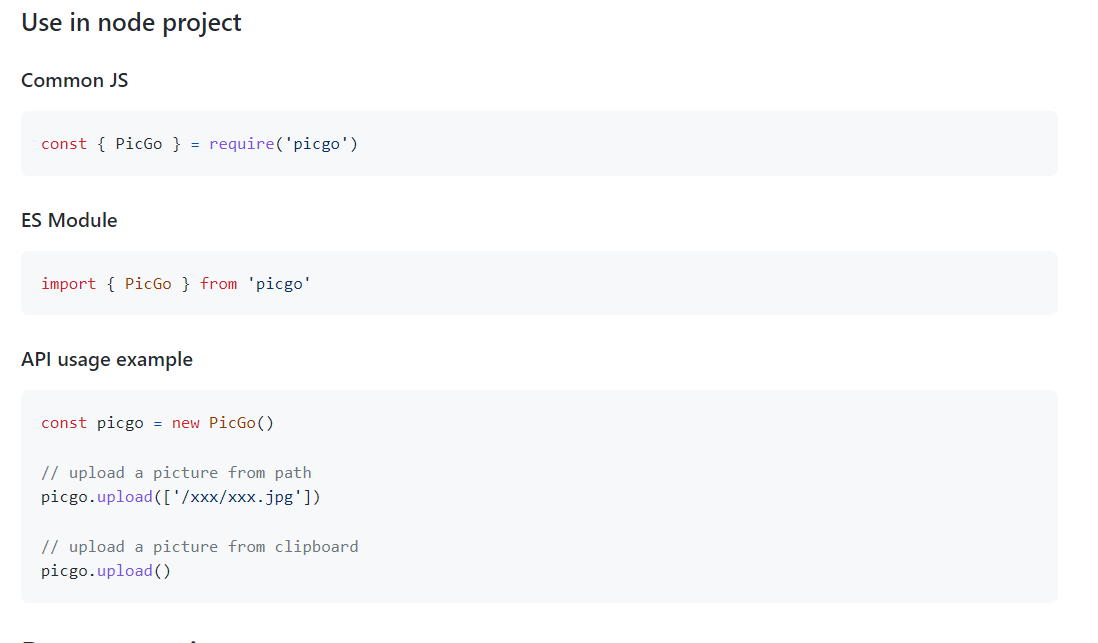 Use in node project
Common JS
const { PicGo } = require('picgo')
ES Module
import { PicGo } from 'picgo'
API usage example
const picgo = new PicGo()
// upload a picture from path
picgo.upload(['/xxx/xxx.jpg'])
// upload a picture from clipboard
picgo.upload()